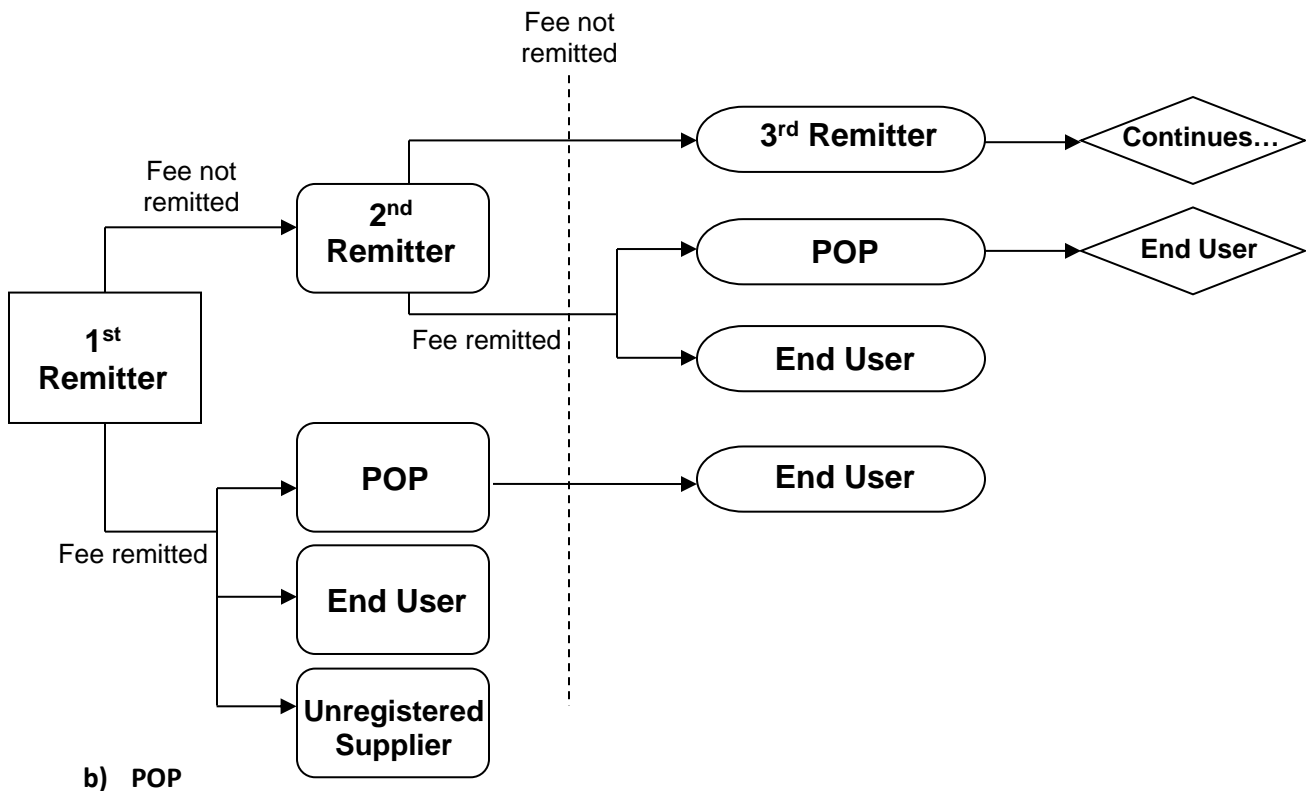 Fee not
remitted
3rd Remitter
Continues…
Fee not
remitted
2nd
Remitter
POP
End User
1st
Remitter
Fee remitted
End User
POP
End User
Fee remitted
End User
Unregistered
Supplier
b) POP